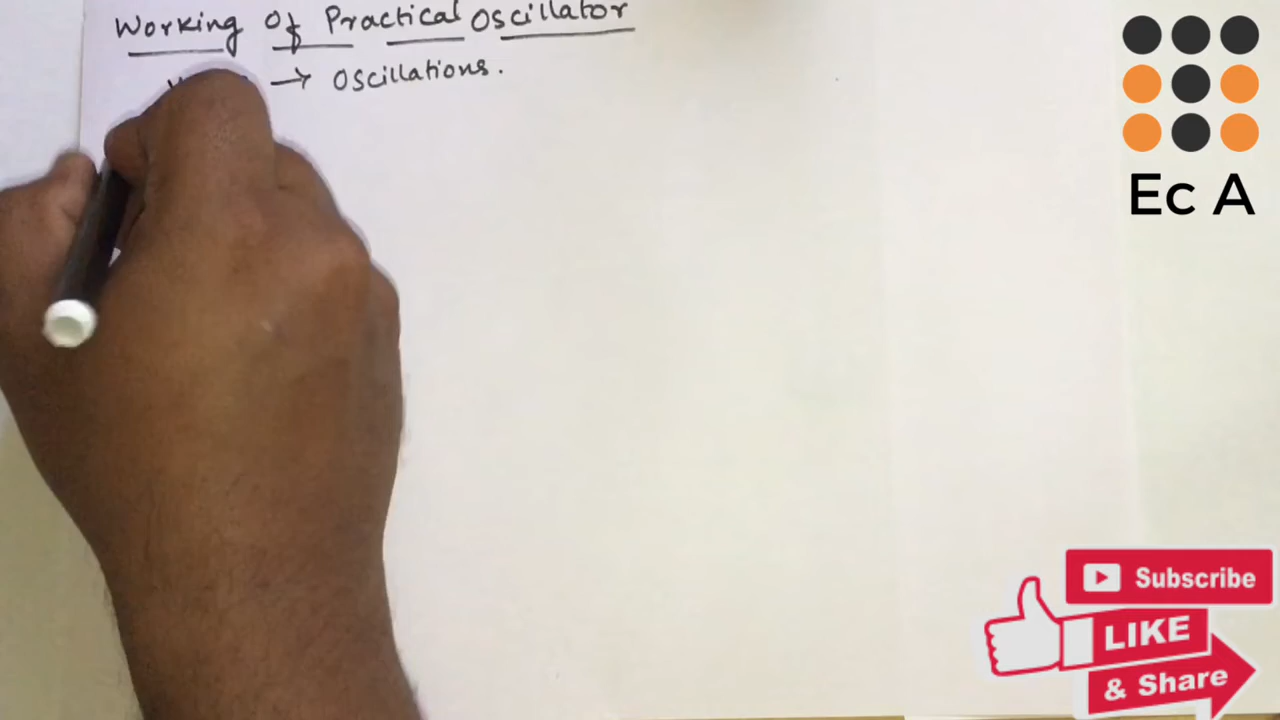 Working Of Practical Oscillator
→ Oscillations.
Ec A
Subscribe
LIKE
& Share